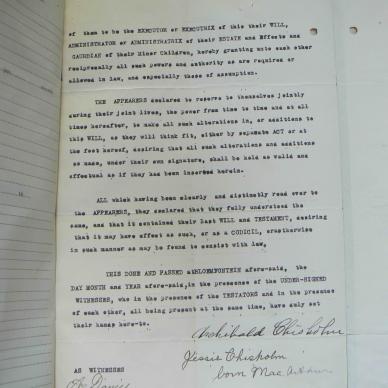 of them to be the EXECUTOR or EXECUTRIX of this their WILL,
ADMINISTRATOR or ADMINISTRATRIX of their ESTATE and Effects and
GAURDIAN of their Minor Children, hereby granting unto each other
reciprocally all such powers and authority as are required or
allowed in law, and especially those of assumption.
THE APPEARERS declared to reserve to themselves jointly
during their joint lives, the power from time to time and at all
times hereafter, to make all such alterations in, or additions to
this WILL, as they will think fit, either by separate ACT or at
the foot hereof, desiring that all such alterations and additions
so made, under their own signature, shall be held as valid and
effectual as if they had been inserted herein.
ALL which having been clearly and distinctly read over to
the APPEARERS, they declared that they fully understood the
same, and that it contained their last WILL and TESTAMENT, desiring
that it may have effect as such, or as a CODICIL, or otherwise
in such manner as may be found to consist with law,
THIS DONE AND PASSED at BLOEMFONTEIN afore-said, the
DAY MONTH and YEAR afore-said, in the presence of the UNDER-SIGNED
WITNESSES, who in the presence of the TESTATORS and in the presence
of each other, all being present at the same time, have duly set
their hands here-to.
Archibald Chisholm
Jessie Chisholm
born Mac Arthur
AS WITNESSES